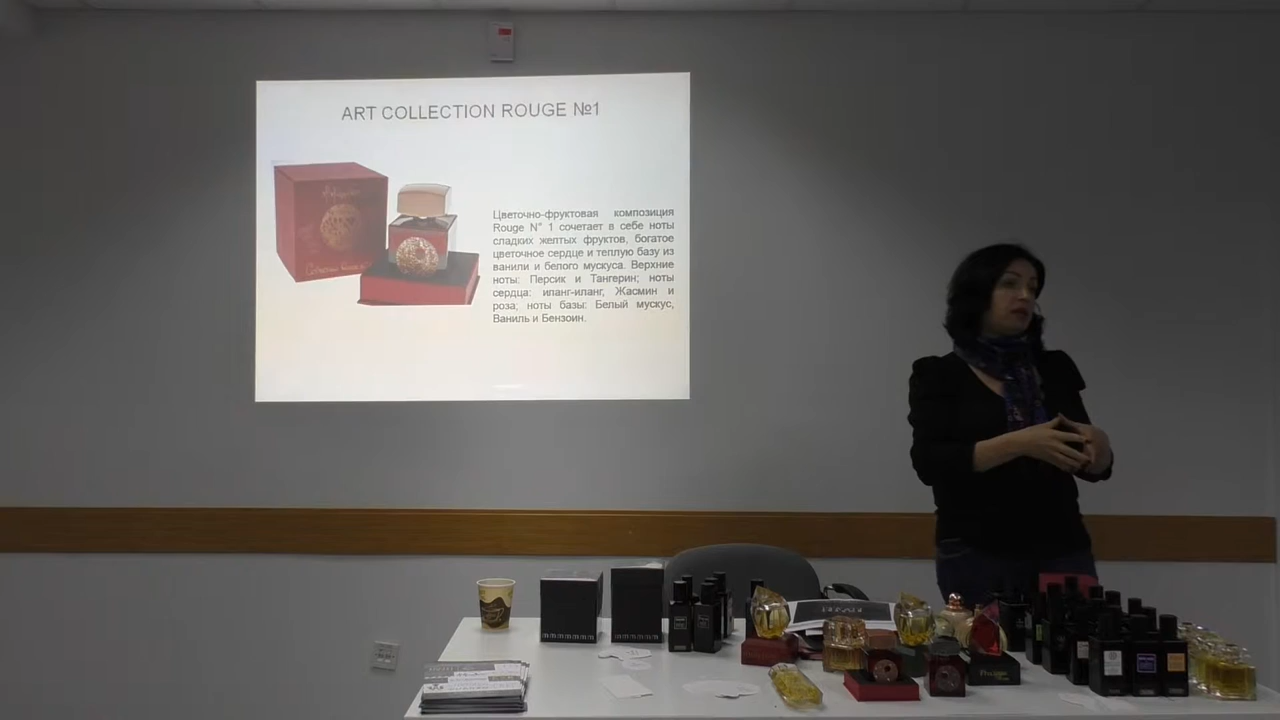 ART COLLECTION ROUGE №1
Цветочно-фруктовая композиция
Rouge N° 1 сочетает в себе ноты
сладких желтых фруктов, богатое
цветочное сердце и теплую базу из
ванили и белого мускуса. Верхние
ноты: Персик и Тангерин; ноты
сердца: иланг-иланг, Жасмин и
роза; ноты базы: Белый мускус,
Ваниль и Бензоин.